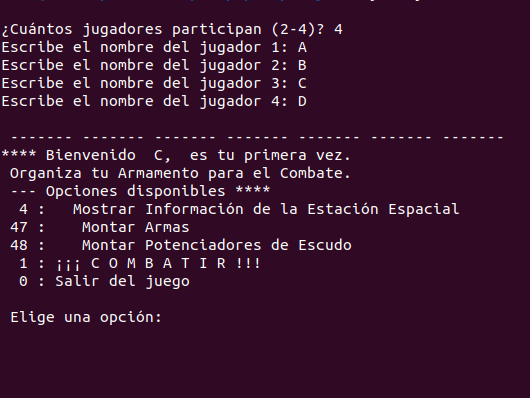 ¿Cuántos jugadores participan (2-4)? 4
Escribe el nombre del jugador 1: A
Escribe el nombre del jugador 2: B
Escribe el nombre del jugador 3: C
Escribe el nombre del jugador 4: D
------- ------- ------- ------- ------- ------- -------
**** Bienvenido  C,  es tu primera vez.
Organiza tu Armamento para el Combate.
--- Opciones disponibles ****
4 :   Mostrar Información de la Estación Espacial
47 :    Montar Armas
48 :    Montar Potenciadores de Escudo
1 : ¡¡¡ C O M B A T I R !!!
0 : Salir del juego
Elige una opción: